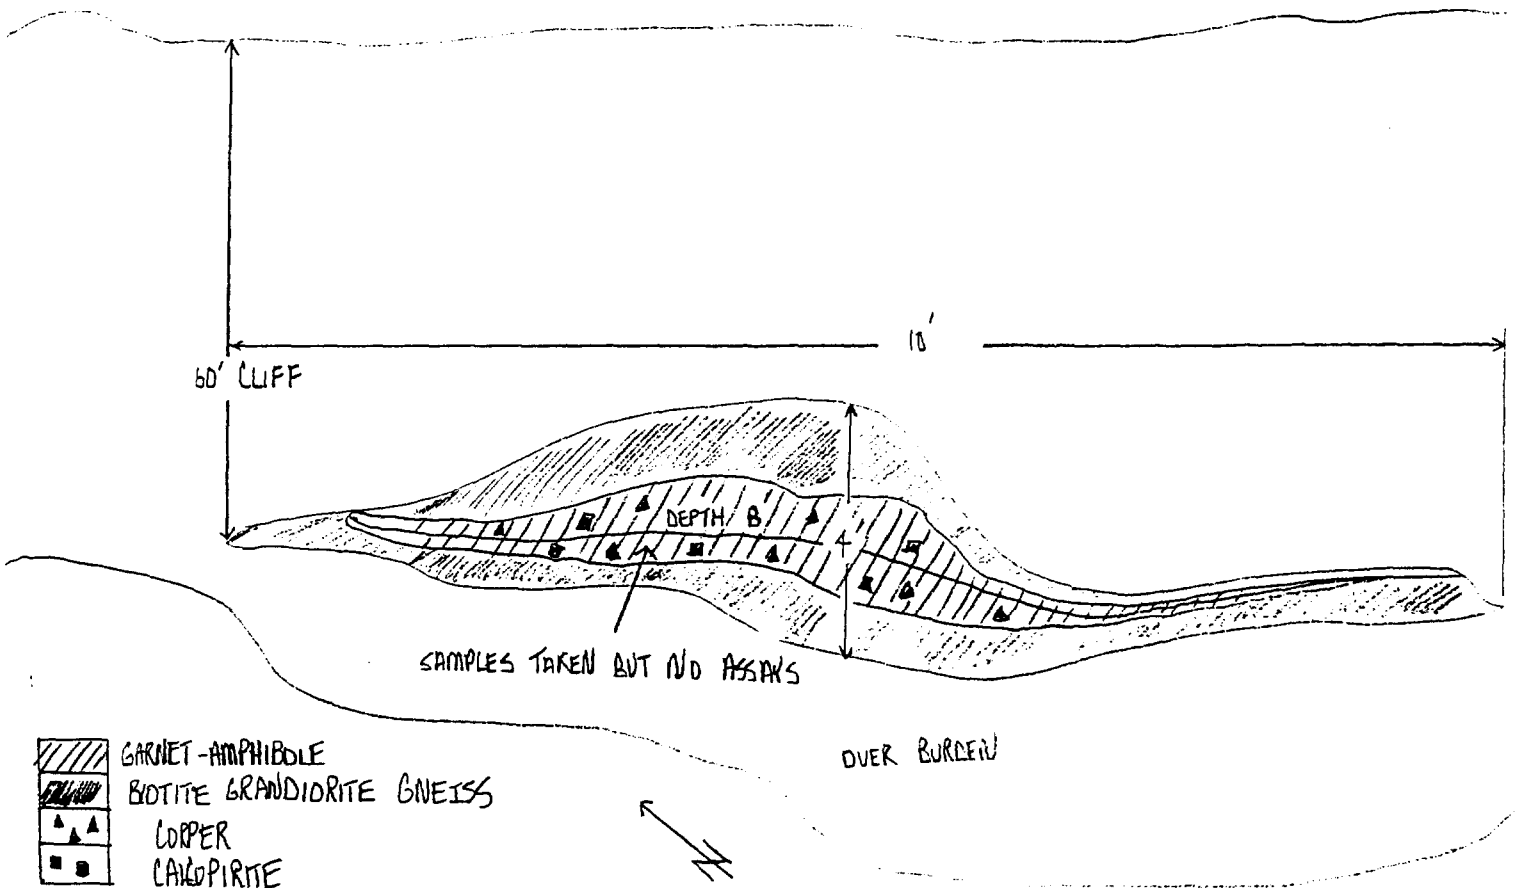 10'
60' CLIFF
DEPTH 8'
4'
SAMPLES TAKEN BUT NO ASSAYS
OVER BURDEIN
GARNET-AMPHIBOLE
BIOTITE GRANDIORITE GNEISS
COPPER
CALCOPIRITE
N